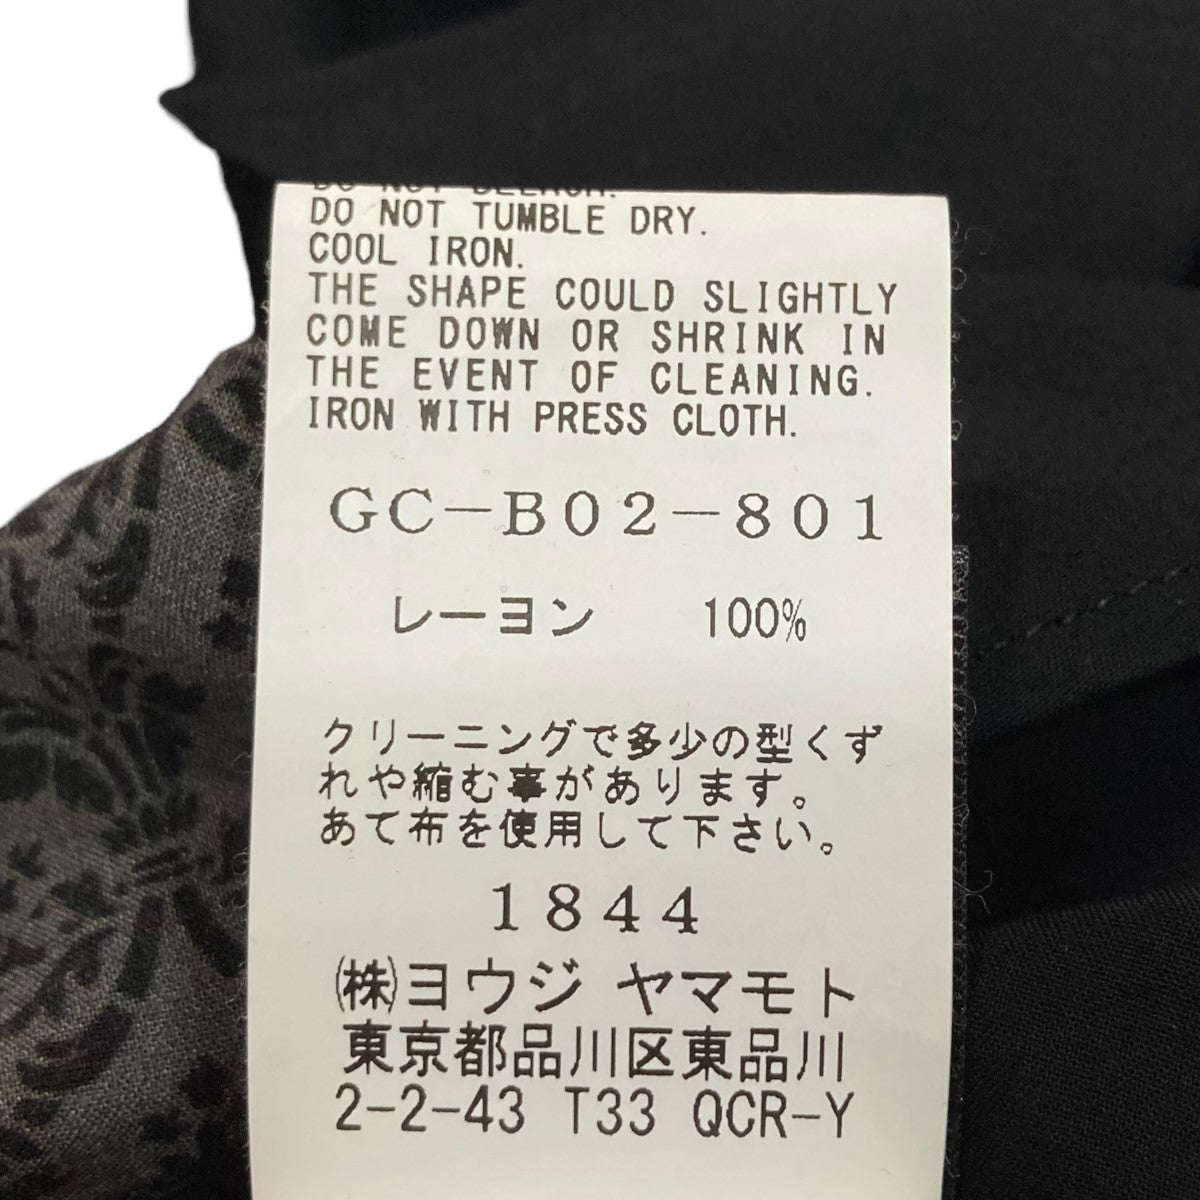 DO NOT BLEACH.
DO NOT TUMBLE DRY.
COOL IRON.
THE SHAPE COULD SLIGHTLY
COME DOWN OR SHRINK IN
THE EVENT OF CLEANING.
IRON WITH PRESS CLOTH.
GC-B02-801
レーヨン 100%
クリーニングで多少の型くず
れや縮む事があります。
あて布を使用して下さい。
1844
(株)ヨウジ ヤマモト
東京都品川区東品川
2-2-43 T33 QCR-Y